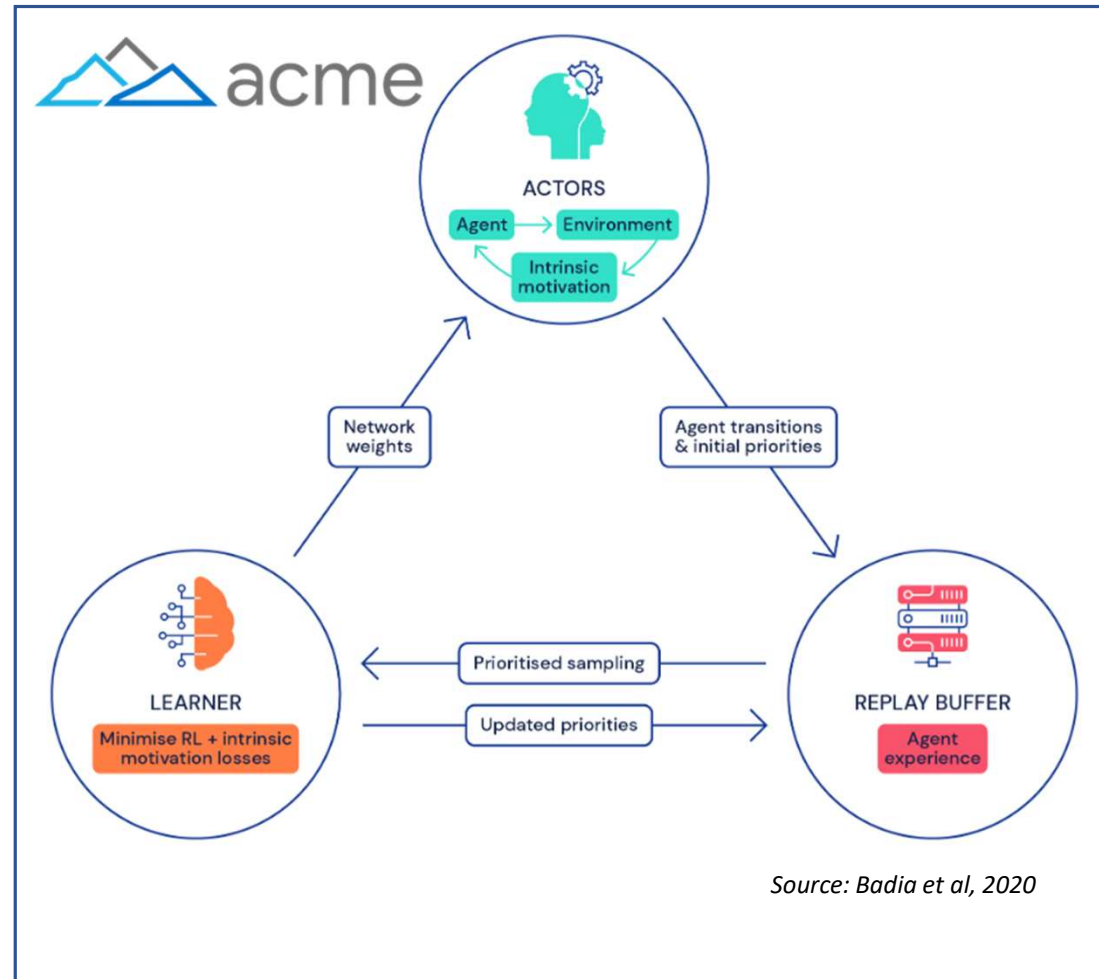 acme
ACTORS
Agent
Environment
Intrinsic
motivation
Network
weights
Agent transitions
& initial priorities
Prioritised sampling
Updated priorities
LEARNER
Minimise RL + intrinsic
motivation losses
REPLAY BUFFER
Agent
experience
Source: Badia et al, 2020